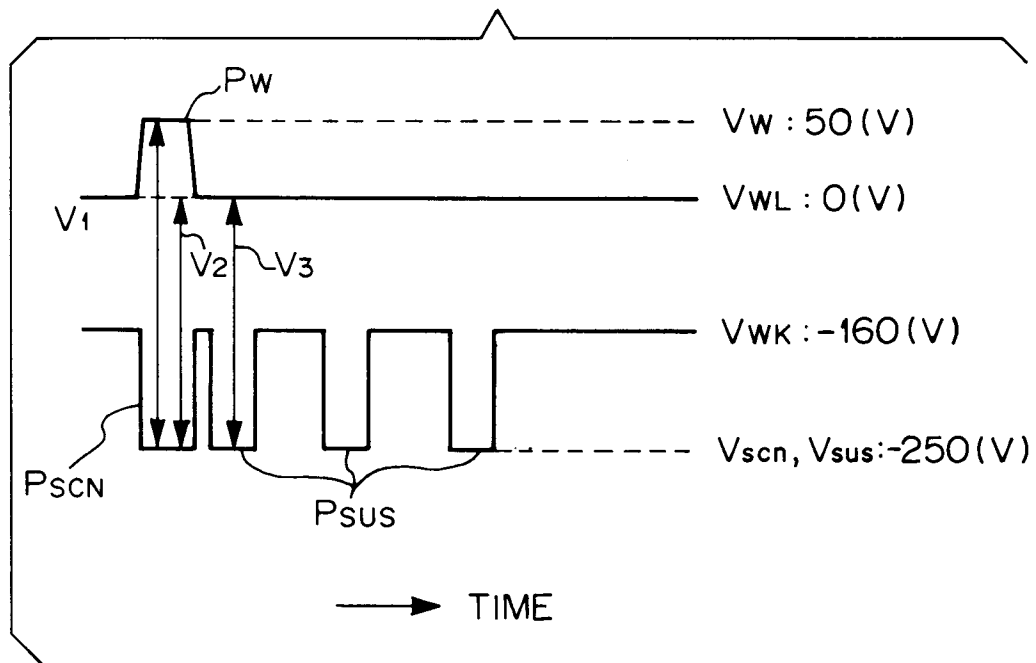 PW
VW : 50(V)
V1
VWL : 0(V)
V2
V3
VWK : -160(V)
PSCN
Vscn, Vsus:-250(V)
PSUS
TIME